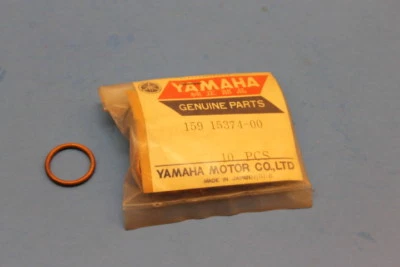 YAMAHA
GENUINE PARTS
159 15374-00
10 PCS
YAMAHA MOTOR CO.,LTD
MADE IN JAPAN